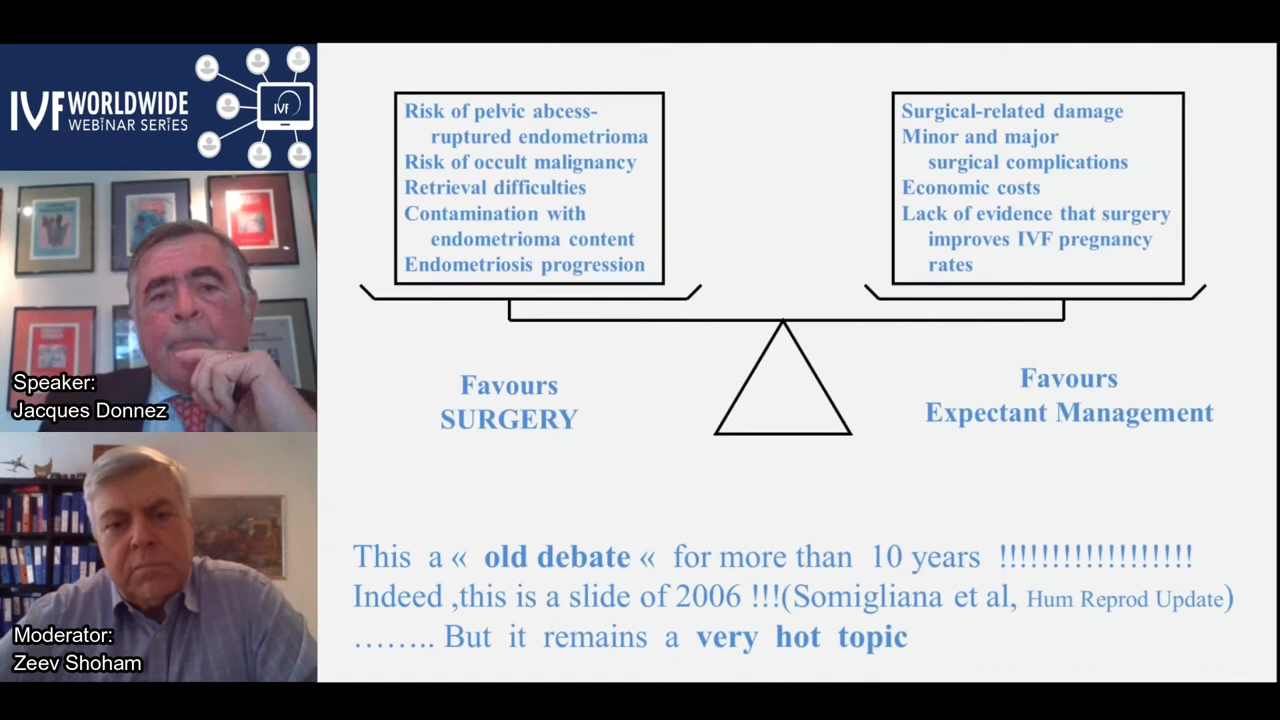 IVF WORLDWIDE
WEBINAR SERIES
IVF
Speaker:
Jacques Donnez
Moderator:
Zeev Shoham
Risk of pelvic abcess-
ruptured endometrioma
Risk of occult malignancy
Retrieval difficulties
Contamination with
endometrioma content
Endometriosis progression
Surgical-related damage
Minor and major
surgical complications
Economic costs
Lack of evidence that surgery
improves IVF pregnancy
rates
Favours
SURGERY
Favours
Expectant Management
This a « old debate « for more than 10 years !!!!!!!!!!!!!!!!!!
Indeed ,this is a slide of 2006 !!!(Somigliana et al, Hum Reprod Update)
…….. But it remains a very hot topic